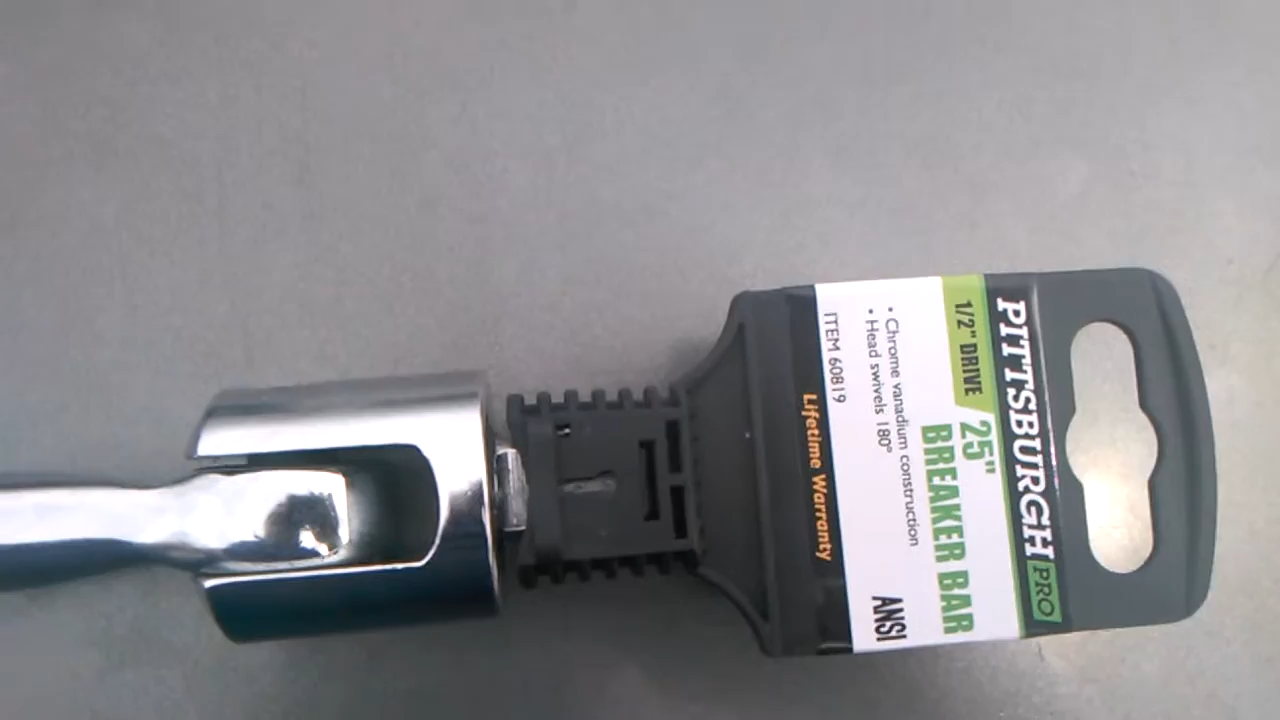 PITTSBURGH PRO
1/2" DRIVE
25"
BREAKER BAR
• Chrome vanadium construction
• Head swivels 180°
ANSI
ITEM 60819
Lifetime Warranty